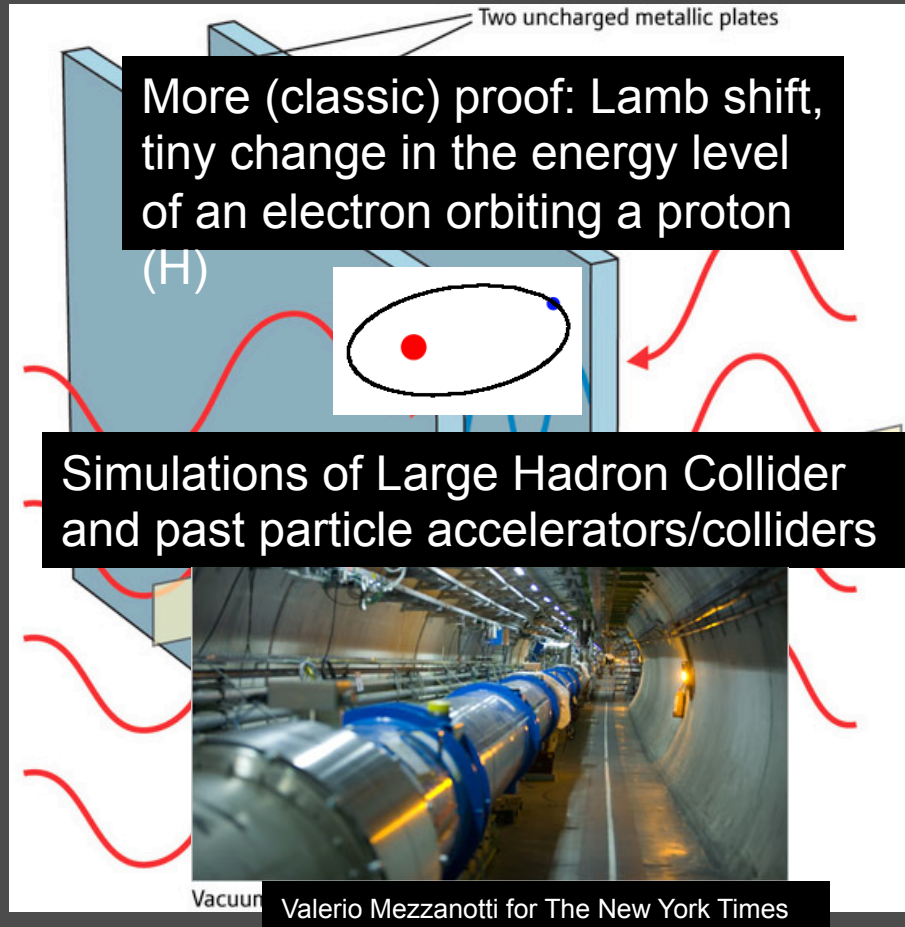 Two uncharged metallic plates
More (classic) proof: Lamb shift,
tiny change in the energy level
of an electron orbiting a proton
(H)
Simulations of Large Hadron Collider
and past particle accelerators/colliders
Valerio Mezzanotti for The New York Times